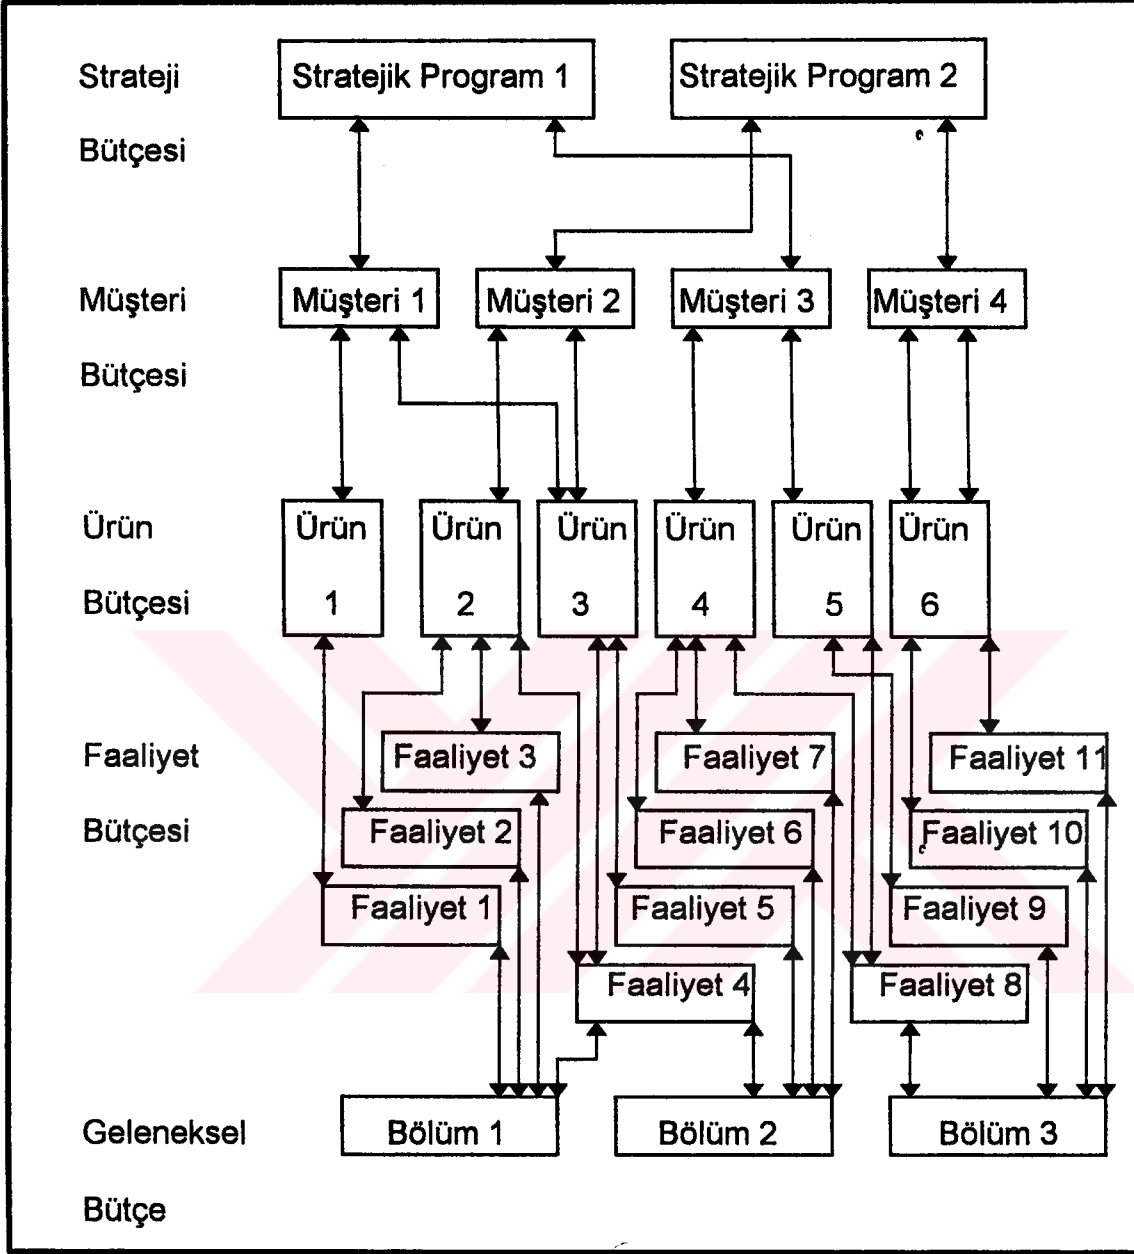 Strateji Stratejik Program 1 Stratejik Program 2
Bütçesi
Müşteri Müşteri 1 Müşteri 2 Müşteri 3 Müşteri 4
Bütçesi
Ürün Ürün Ürün Ürün Ürün Ürün Ürün
Bütçesi 1 2 3 4 5 6
Faaliyet Faaliyet 3 Faaliyet 7 Faaliyet 11
Bütçesi Faaliyet 2 Faaliyet 6 Faaliyet 10
Faaliyet 1 Faaliyet 5 Faaliyet 9
Faaliyet 4 Faaliyet 8
Geleneksel Bölüm 1 Bölüm 2 Bölüm 3
Bütçe